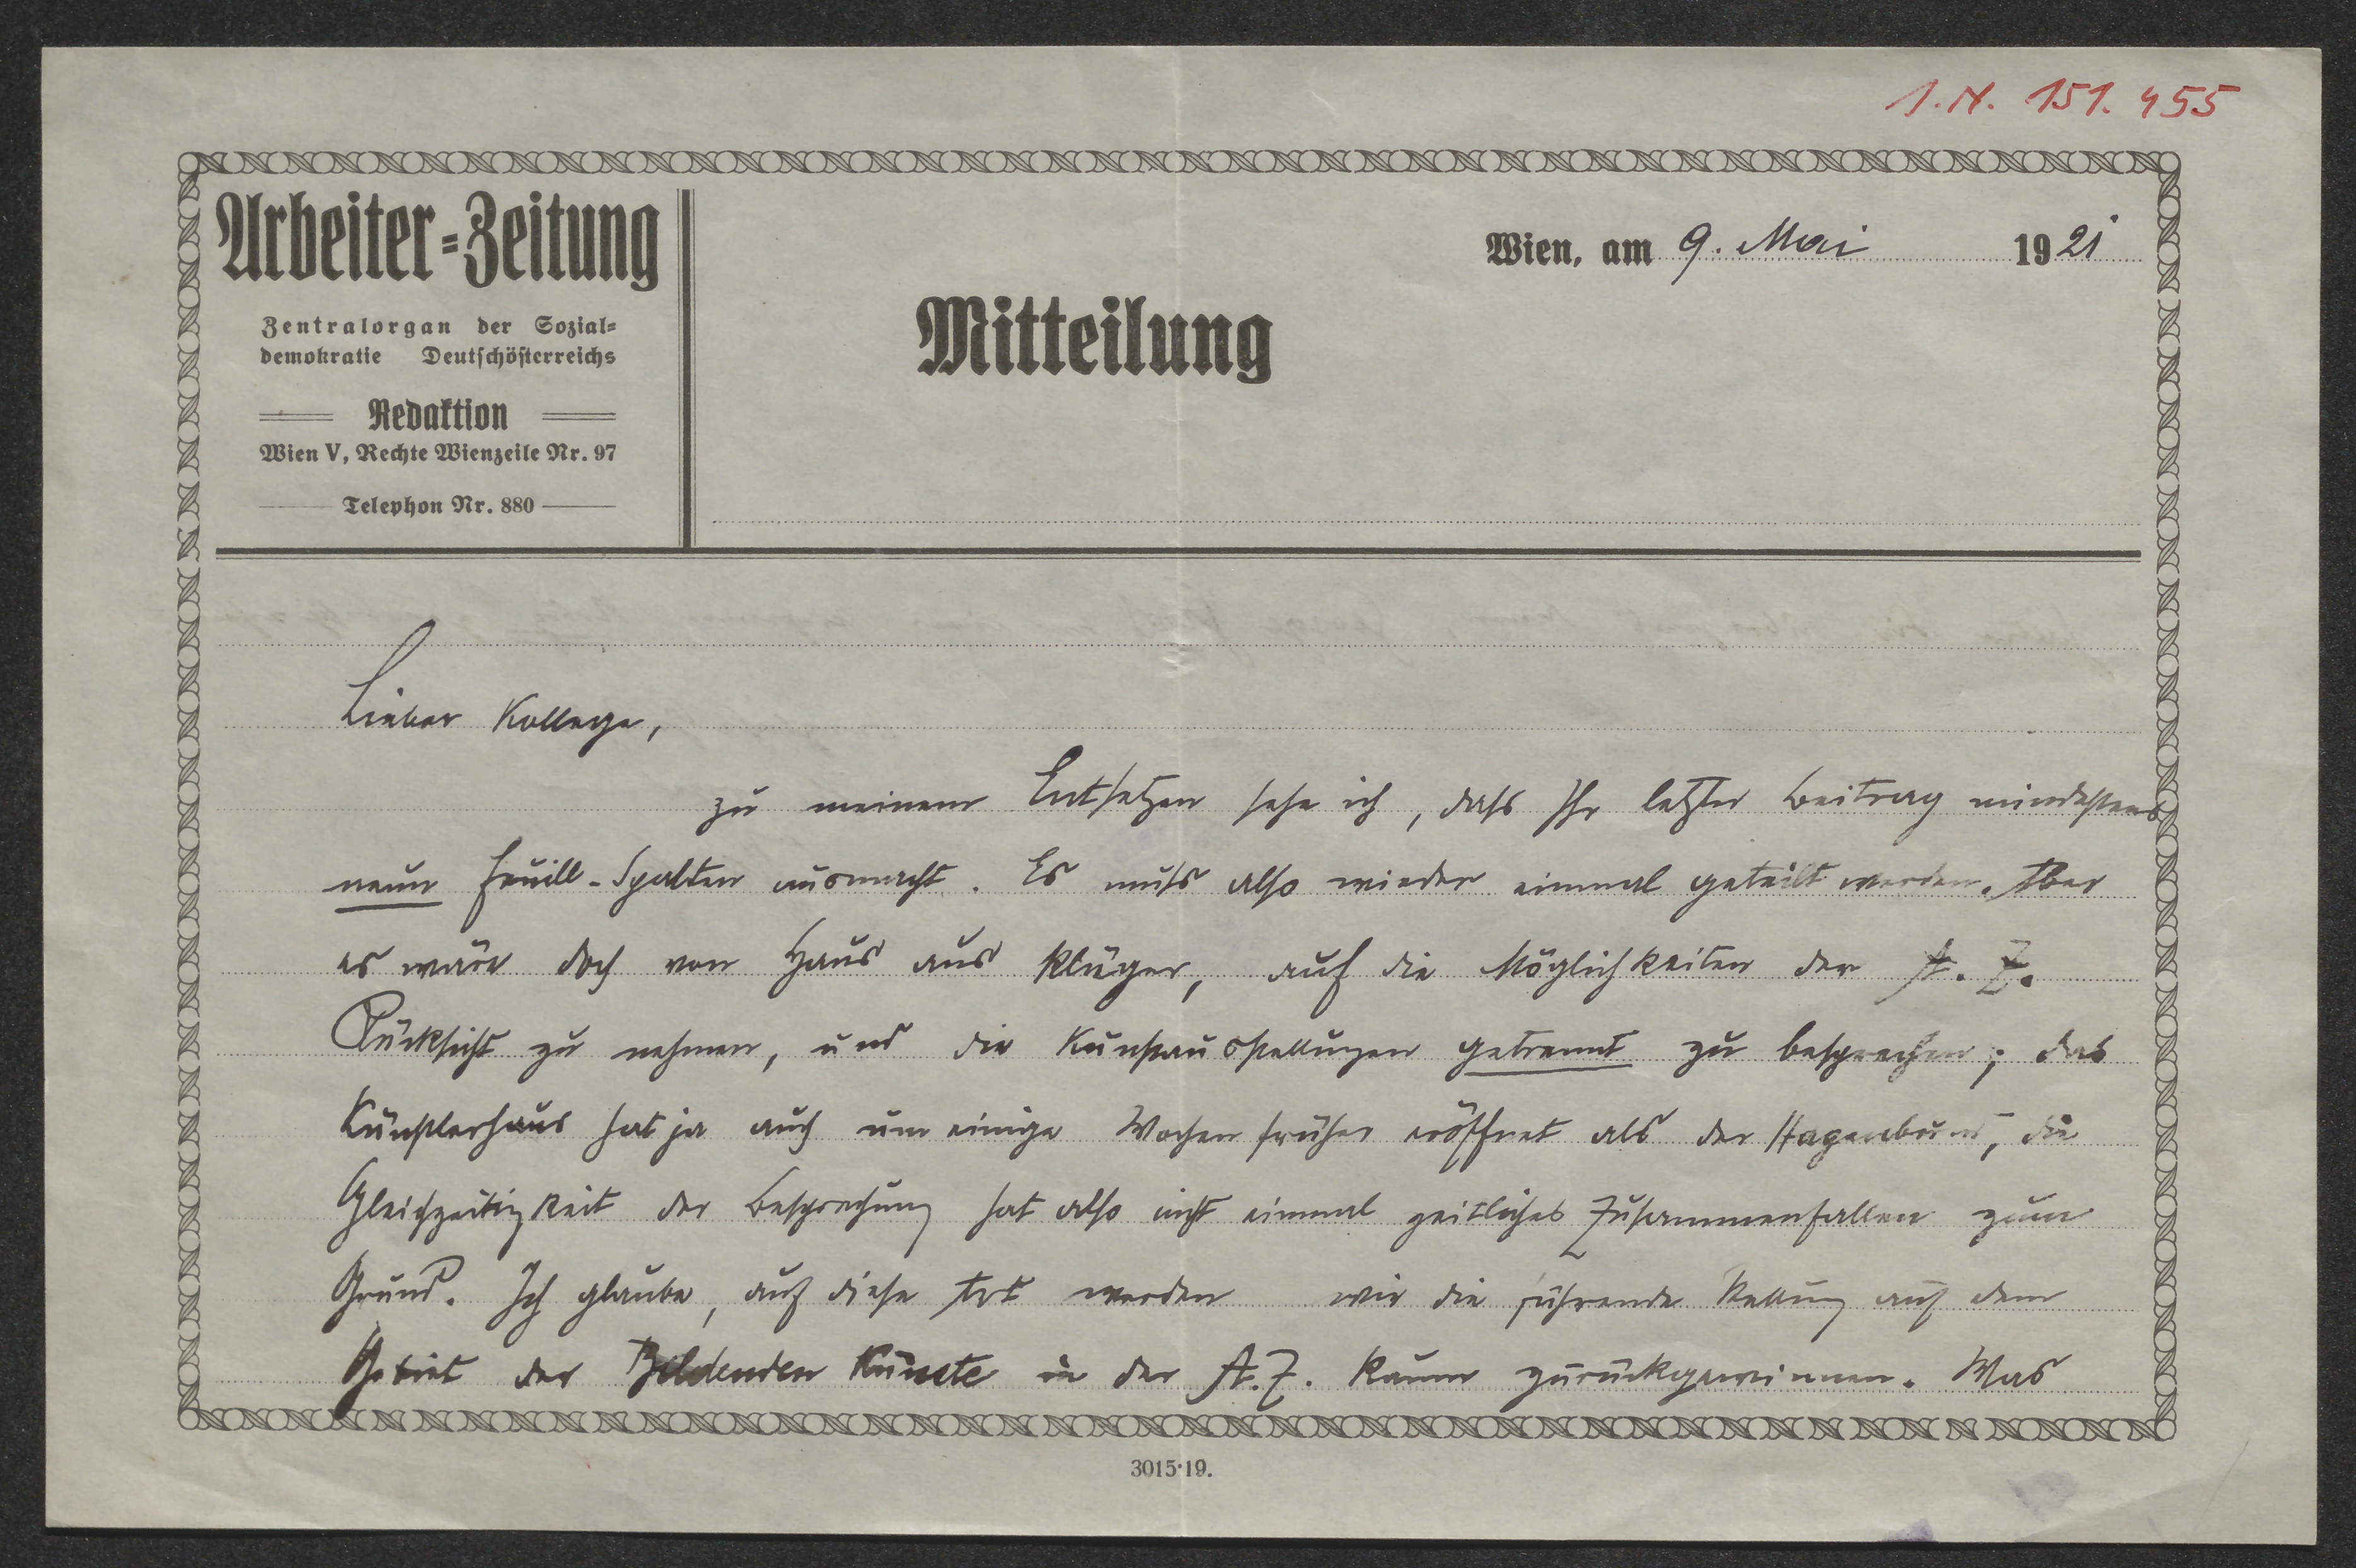 I. N. 151.455
Arbeiter-Zeitung
Zentralorgan der Sozial-
demokratie Deutschösterreichs
Redaktion
Wien V, Rechte Wienzeile Nr. 97
Telephon Nr. 880
Mitteilung
Wien, am 9. Mai 1921
Lieber Kollege,
zu meinem Entsetzen sehe ich, dass Ihr letzter Beitrag mindestens
neun Feuill-Spalten ausmacht. Es muss also wieder einmal geteilt werden. Aber
es wäre doch von Haus aus klüger, auf die Möglichkeiten der A. Z.
Rücksicht zu nehmen, und die Kunstausstellungen getrennt zu besprechen; das
Künstlerhaus hat ja auch um einige Wochen früher eröffnet als der Hagenbund, die
Gleichzeitigkeit der Besprechung hat also nicht einmal zeitliches Zusammenfallen zum
Grund. Ich glaube, auf diese Art werden wir die führende Stellung auf dem
Gebiet der Bildenden Künste in der A. Z. kaum zurückgewinnen. Was
3015·19.